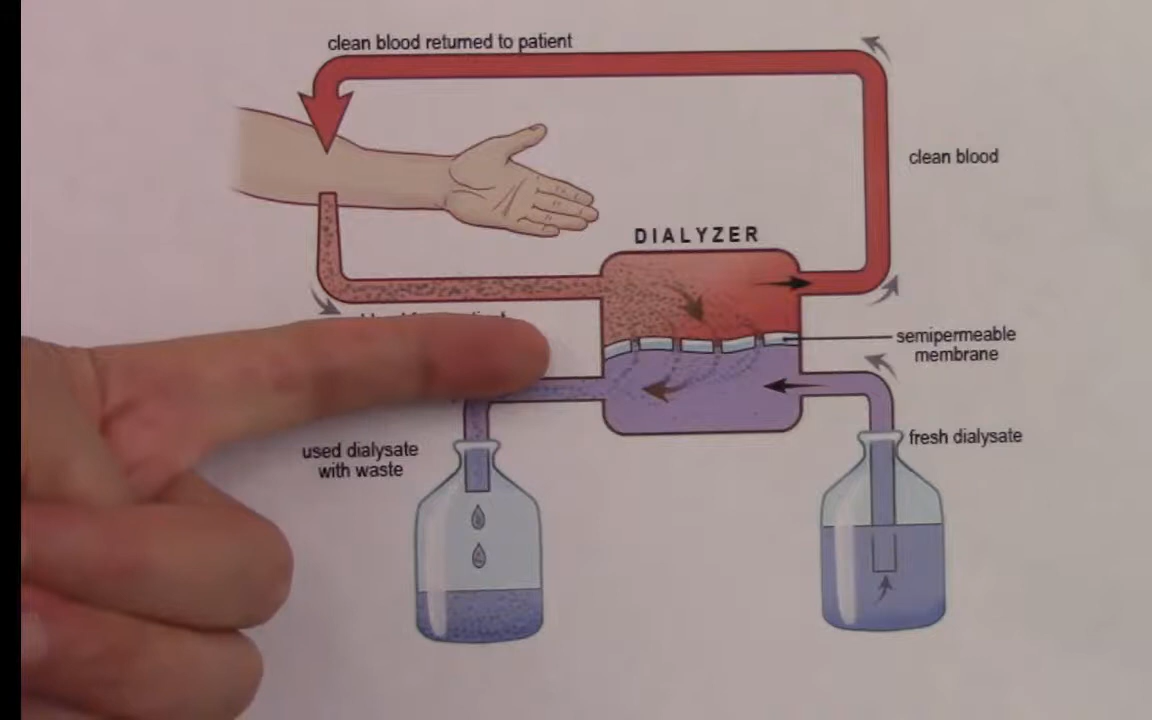 clean blood returned to patient
clean blood
DIALYZER
semipermeable
membrane
fresh dialysate
used dialysate
with waste